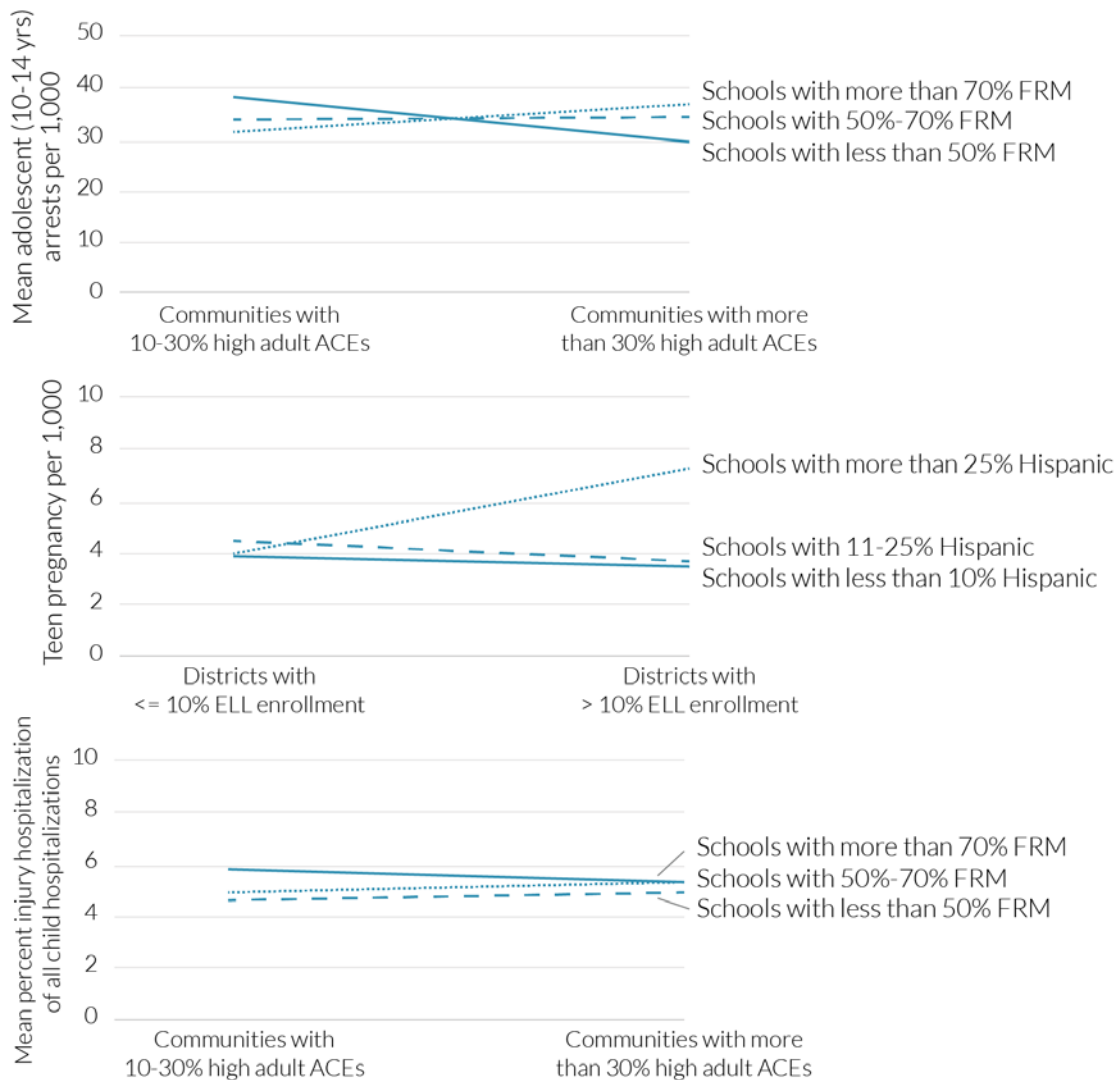 Mean adolescent (10-14 yrs)
arrests per 1,000
50
40
30
20
10
0
Schools with more than 70% FRM
Schools with 50%-70% FRM
Schools with less than 50% FRM
Communities with
10-30% high adult ACEs
Communities with more
than 30% high adult ACEs
Teen pregnancy per 1,000
10
8
6
4
2
0
Schools with more than 25% Hispanic
Schools with 11-25% Hispanic
Schools with less than 10% Hispanic
Districts with
<= 10% ELL enrollment
Districts with
> 10% ELL enrollment
Mean percent injury hospitalization
of all child hospitalizations
10
8
6
4
2
0
Schools with more than 70% FRM
Schools with 50%-70% FRM
Schools with less than 50% FRM
Communities with
10-30% high adult ACEs
Communities with more
than 30% high adult ACEs